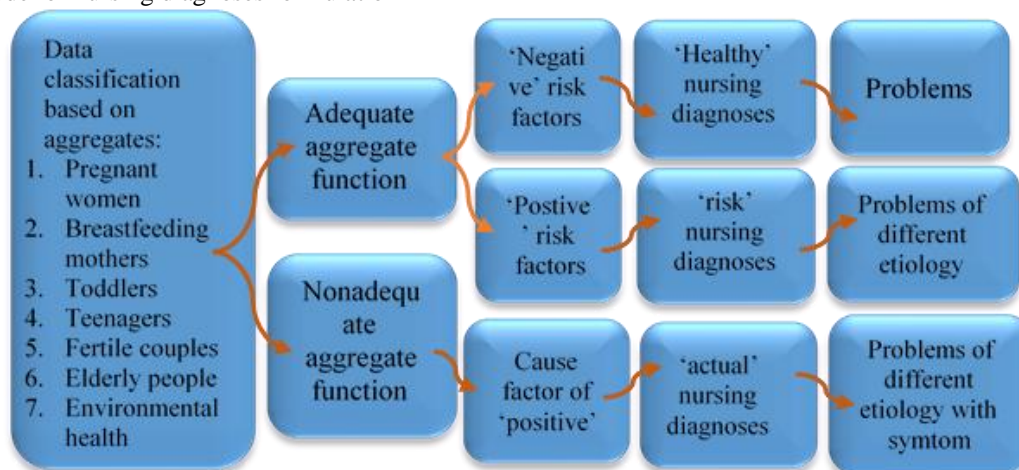 Data
classification
based on
aggregates:
1. Pregnant
women
2. Breastfeeding
mothers
3. Toddlers
4. Teenagers
5. Fertile couples
6. Elderly people
7. Environmental
health
Adequate
aggregate
function
Nonadequ
ate
aggregate
function
‘Negati
ve’ risk
factors
‘Healthy’
nursing
diagnoses
Problems
‘Postive
’ risk
factors
‘risk’
nursing
diagnoses
Problems of
different
etiology
Cause
factor of
‘positive’
‘actual’
nursing
diagnoses
Problems of
different
etiology with
symtom